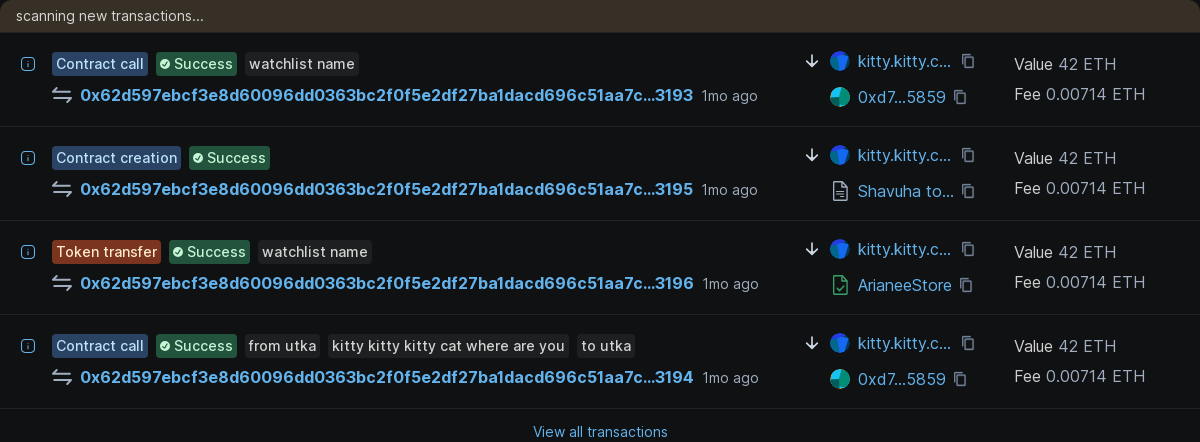 scanning new transactions...
Contract call Success watchlist name
kitty.kitty.c...
Value 42 ETH
0x62d597ebcf3e8d60096dd0363bc2f0f5e2df27ba1dacd696c51aa7c...3193 1mo ago
0xd7...5859
Fee 0.00714 ETH
Contract creation Success
kitty.kitty.c...
Value 42 ETH
0x62d597ebcf3e8d60096dd0363bc2f0f5e2df27ba1dacd696c51aa7c...3195 1mo ago
Shavuha to...
Fee 0.00714 ETH
Token transfer Success watchlist name
kitty.kitty.c...
Value 42 ETH
0x62d597ebcf3e8d60096dd0363bc2f0f5e2df27ba1dacd696c51aa7c...3196 1mo ago
ArianeeStore
Fee 0.00714 ETH
Contract call Success from utka kitty kitty kitty cat where are you to utka
kitty.kitty.c...
Value 42 ETH
0x62d597ebcf3e8d60096dd0363bc2f0f5e2df27ba1dacd696c51aa7c...3194 1mo ago
0xd7...5859
Fee 0.00714 ETH
View all transactions